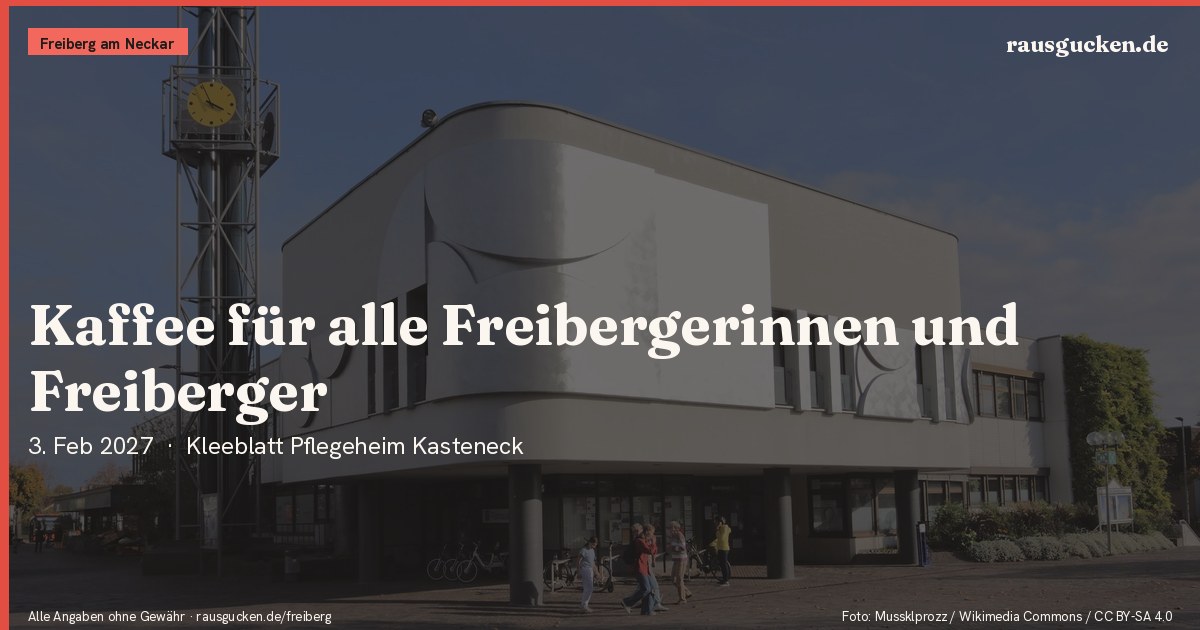 Freiberg am Neckar
rausgucken.de
Kaffee für alle Freibergerinnen und
Freiberger
3. Feb 2027 · Kleeblatt Pflegeheim Kasteneck
Alle Angaben ohne Gewähr · rausgucken.de/freiberg
Foto: Mussklprozz / Wikimedia Commons / CC BY-SA 4.0